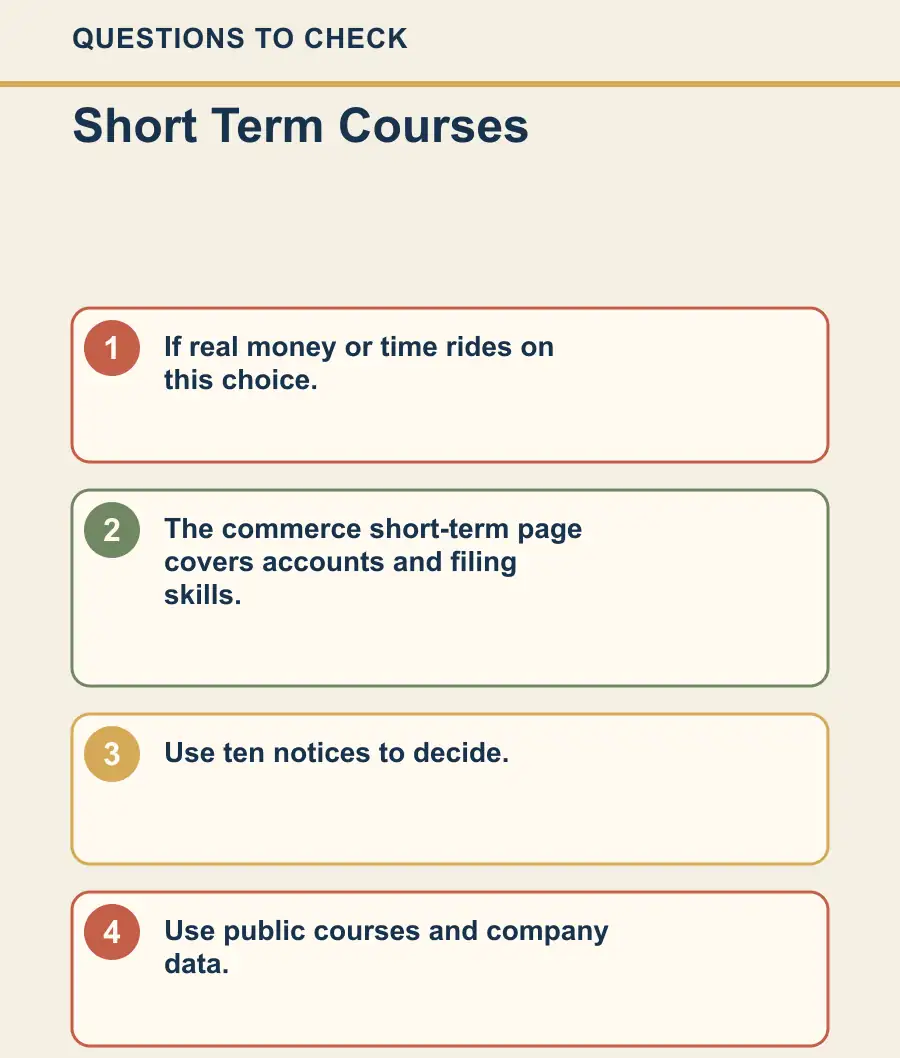 QUESTIONS TO CHECK
Short Term Courses
1
If real money or time rides on
this choice.
2
The commerce short-term page
covers accounts and filing
skills.
3
Use ten notices to decide.
4
Use public courses and company
data.